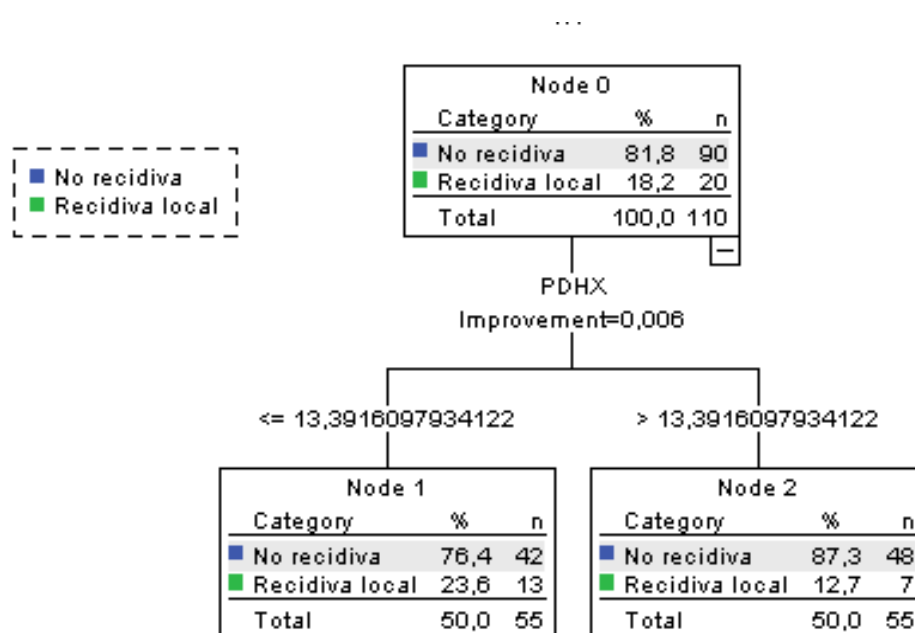 ...
Node 0
Category % n
No recidiva 81,8 90
Recidiva local 18,2 20
Total 100,0 110
No recidiva
Recidiva local
PDHX
Improvement=0,006
<= 13,3916097934122
> 13,3916097934122
Node 1
Category % n
No recidiva 76,4 42
Recidiva local 23,6 13
Total 50,0 55
Node 2
Category % n
No recidiva 87,3 48
Recidiva local 12,7 7
Total 50,0 55